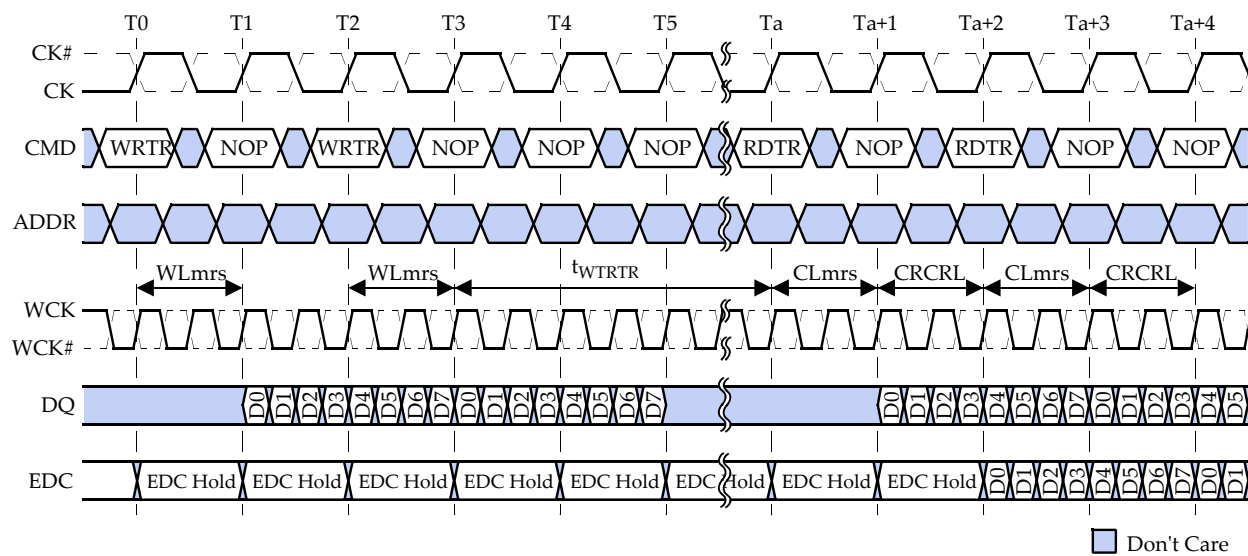 T0 T1 T2 T3 T4 T5 Ta Ta+1 Ta+2 Ta+3 Ta+4
CK#
CK
CMD WRTR NOP WRTR NOP NOP NOP RDTR NOP RDTR NOP NOP
ADDR
WLmrs WLmrs tWTRTR CLmrs CRCRL CLmrs CRCRL
WCK
WCK#
DQ D0 D1 D2 D3 D4 D5 D6 D7 D0 D1 D2 D3 D4 D5 D6 D7 D0 D1 D2 D3 D4 D5 D6 D7 D0 D1 D2 D3 D4 D5
EDC EDC Hold EDC Hold EDC Hold EDC Hold EDC Hold EDC Hold EDC Hold EDC Hold D0 D1 D2 D3 D4 D5 D6 D7 D0 D1
Don't Care